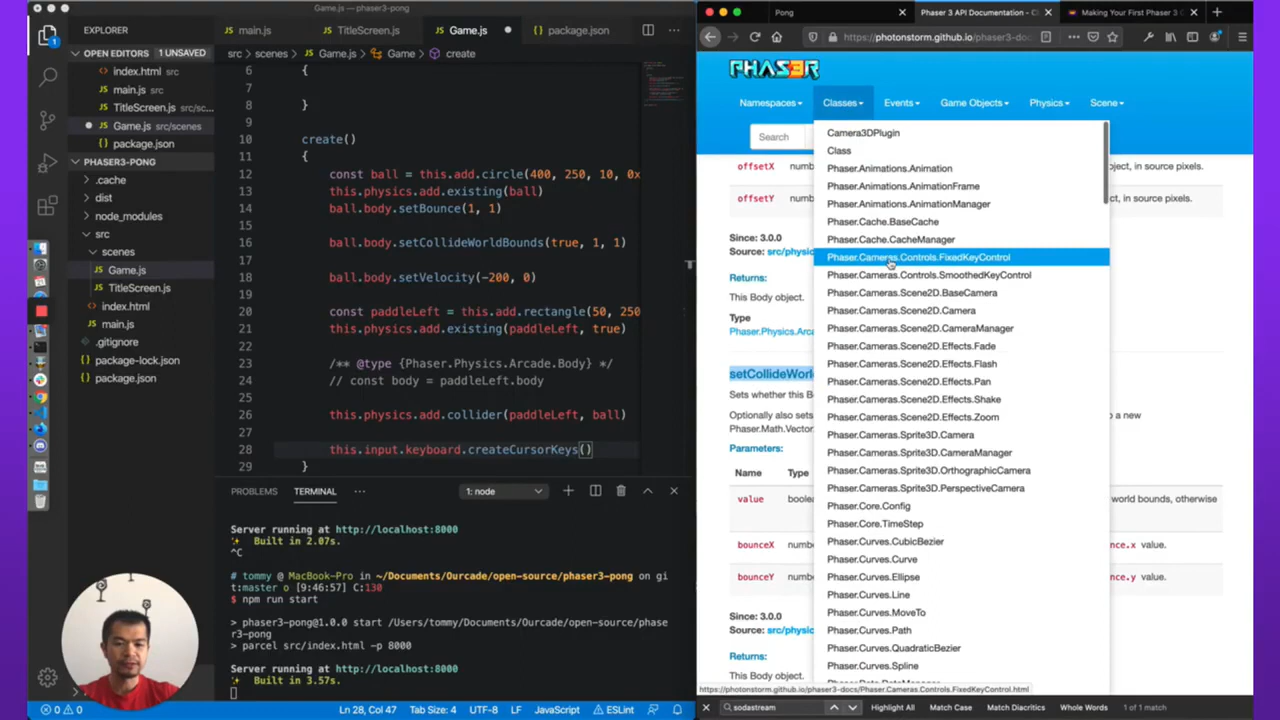 Game.js — phaser3-pong
EXPLORER
OPEN EDITORS
1 UNSAVED
index.html src
main.js src
TitleScreen.js src/sc...
Game.js src/scenes
package.json
PHASER3-PONG
.cache
dist
node_modules
src
scenes
Game.js
TitleScreen.js
index.html
main.js
.gitignore
package-lock.json
package.json
main.js
TitleScreen.js
Game.js
package.json
src > scenes > Game.js > Game > create
6 {
7
8 }
9
10 create()
11 {
12 const ball = this.add.circle(400, 250, 10, 0x
13 this.physics.add.existing(ball)
14 ball.body.setBounce(1, 1)
15
16 ball.body.setCollideWorldBounds(true, 1, 1)
17
18 ball.body.setVelocity(-200, 0)
19
20 const paddleLeft = this.add.rectangle(50, 250
21 this.physics.add.existing(paddleLeft, true)
22
23 /** @type {Phaser.Physics.Arcade.Body} */
24 // const body = paddleLeft.body
25
26 this.physics.add.collider(paddleLeft, ball)
27
28 this.input.keyboard.createCursorKeys()
29 }
PROBLEMS
TERMINAL
1: node
Server running at http://localhost:8000
✨ Built in 2.07s.
^C
# tommy @ MacBook-Pro in ~/Documents/Ourcade/open-source/phaser3-pong on gi
t:master o [9:46:57] C:130
$ npm run start
> phaser3-pong@1.0.0 start /Users/tommy/Documents/Ourcade/open-source/phase
r3-pong
> parcel src/index.html -p 8000
Server running at http://localhost:8000
✨ Built in 3.57s.
0 0
Ln 28, Col 47
Tab Size: 4
UTF-8
LF
JavaScript
ESLint
Pong
Phaser 3 API Documentation - Cl
Making Your First Phaser 3
https://photonstorm.github.io/phaser3-doc
PHAS3R
Namespaces
Classes
Events
Game Objects
Physics
Scene
Search
Camera3DPlugin
Class
Phaser.Animations.Animation
Phaser.Animations.AnimationFrame
Phaser.Animations.AnimationManager
Phaser.Cache.BaseCache
Phaser.Cache.CacheManager
Phaser.Cameras.Controls.FixedKeyControl
Phaser.Cameras.Controls.SmoothedKeyControl
Phaser.Cameras.Scene2D.BaseCamera
Phaser.Cameras.Scene2D.Camera
Phaser.Cameras.Scene2D.CameraManager
Phaser.Cameras.Scene2D.Effects.Fade
Phaser.Cameras.Scene2D.Effects.Flash
Phaser.Cameras.Scene2D.Effects.Pan
Phaser.Cameras.Scene2D.Effects.Shake
Phaser.Cameras.Scene2D.Effects.Zoom
Phaser.Cameras.Sprite3D.Camera
Phaser.Cameras.Sprite3D.CameraManager
Phaser.Cameras.Sprite3D.OrthographicCamera
Phaser.Cameras.Sprite3D.PerspectiveCamera
Phaser.Core.Config
Phaser.Core.TimeStep
Phaser.Curves.CubicBezier
Phaser.Curves.Curve
Phaser.Curves.Ellipse
Phaser.Curves.Line
Phaser.Curves.MoveTo
Phaser.Curves.Path
Phaser.Curves.QuadraticBezier
Phaser.Curves.Spline
Phaser.Data.DataManager
offsetX num
ject, in source pixels.
offsetY num
ct, in source pixels.
Since: 3.0.0
Source: src/physic
Returns:
This Body object.
Type
Phaser.Physics.Arca
setCollideWorl
Sets whether this B
Optionally also sets
to a new
Phaser.Math.Vector
Parameters:
Name Type
value boolea
world bounds, otherwise
bounceX numb
nce.x value.
bounceY numb
nce.y value.
Since: 3.0.0
Source: src/physic
Returns:
This Body object.
https://photonstorm.github.io/phaser3-docs/Phaser.Cameras.Controls.FixedKeyControl.html
sodastream
Highlight All
Match Case
Match Diacritics
Whole Words
1 of 1 match